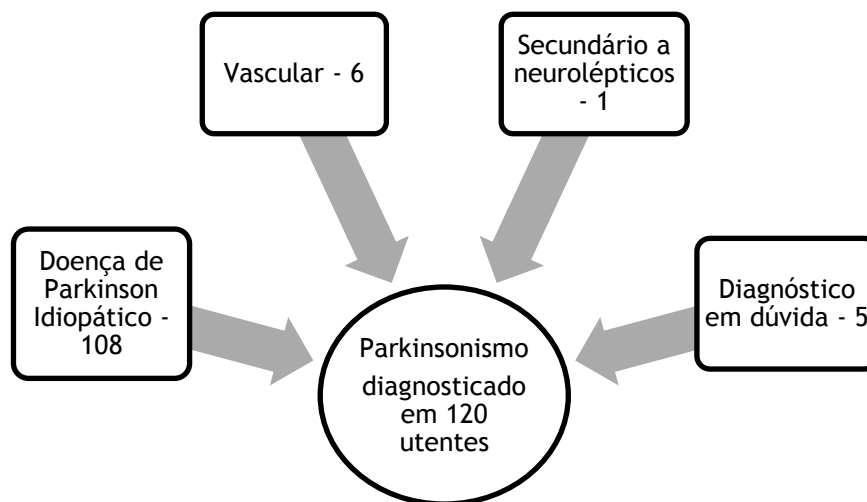 Vascular - 6
Secundário a
neurolépticos
- 1
Doença de
Parkinson
Idiopático -
108
Diagnóstico
em dúvida - 5
Parkinsonismo
diagnosticado
em 120
utentes